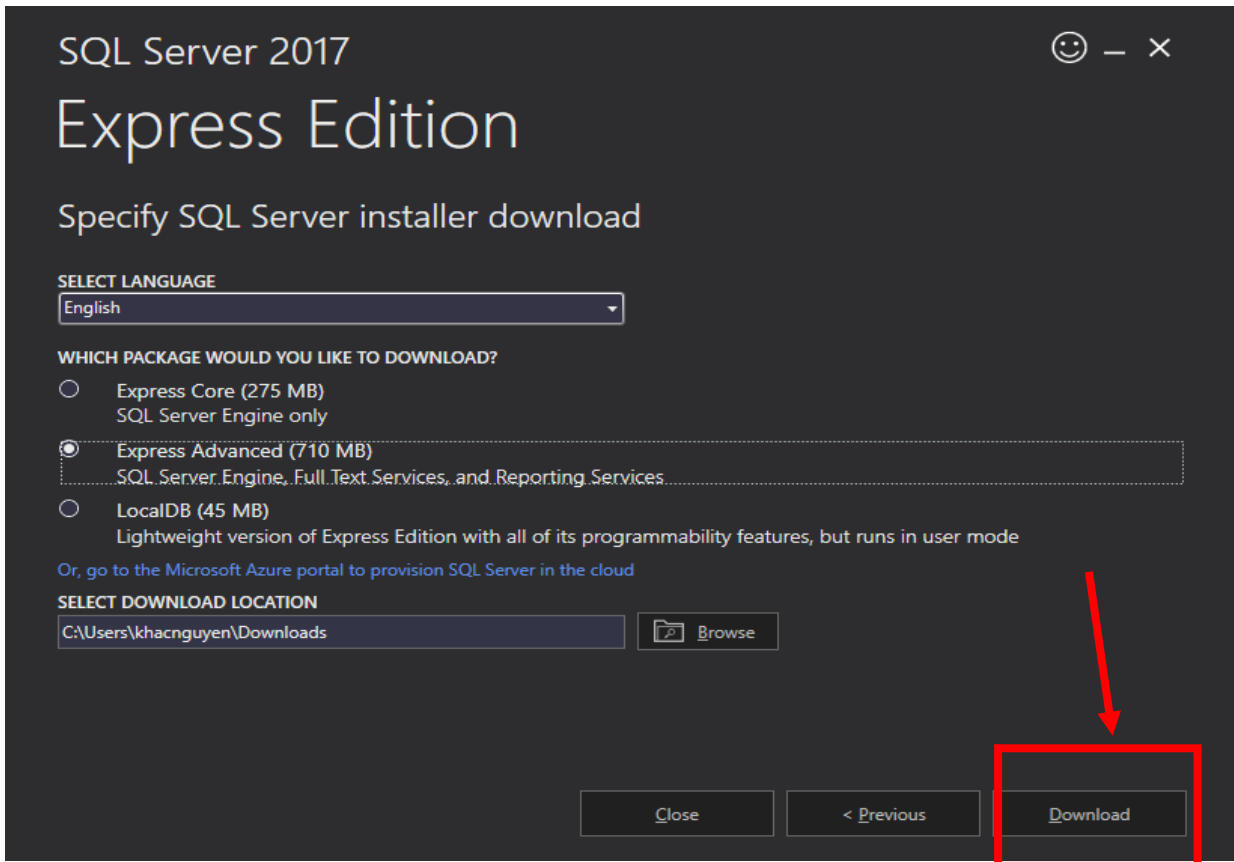 SQL Server 2017
Express Edition
Specify SQL Server installer download
SELECT LANGUAGE
English
WHICH PACKAGE WOULD YOU LIKE TO DOWNLOAD?
Express Core (275 MB)
SQL Server Engine only
Express Advanced (710 MB)
SQL Server Engine, Full Text Services, and Reporting Services
LocalDB (45 MB)
Lightweight version of Express Edition with all of its programmability features, but runs in user mode
Or, go to the Microsoft Azure portal to provision SQL Server in the cloud
SELECT DOWNLOAD LOCATION
C:\Users\khacnguyen\Downloads
Browse
Close
< Previous
Download